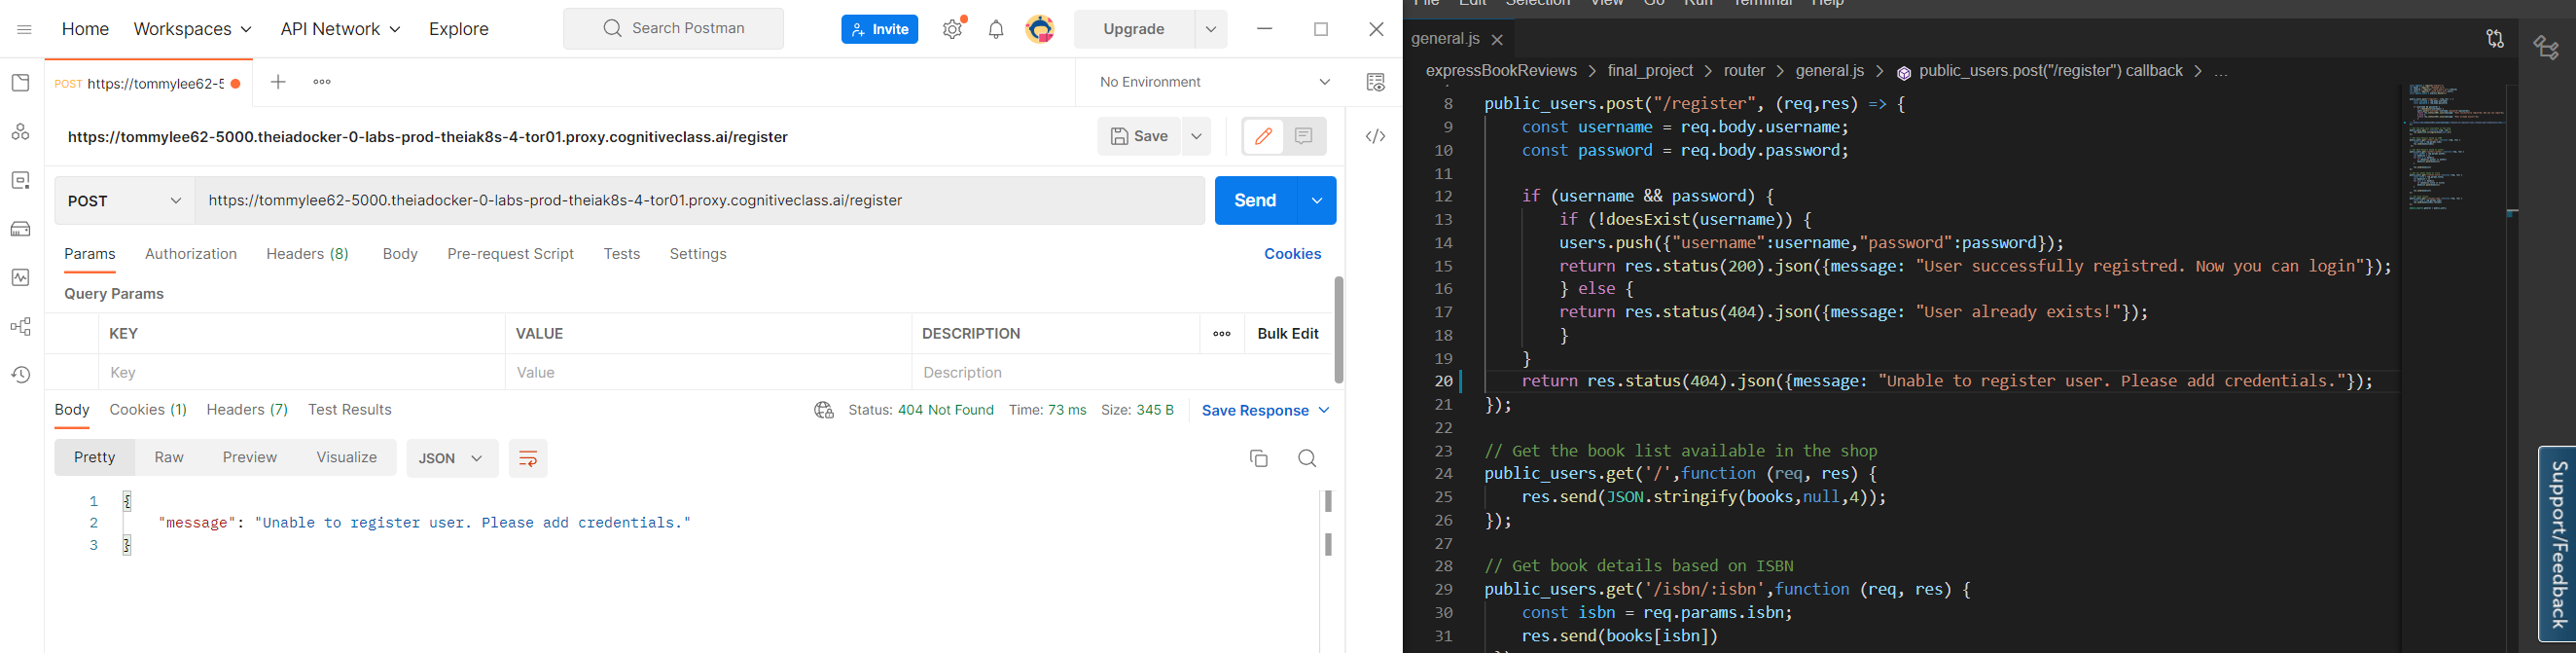 Home Workspaces API Network Explore Search Postman Invite Upgrade
POST https://tommylee62-5 No Environment
https://tommylee62-5000.theiadocker-0-labs-prod-theiak8s-4-tor01.proxy.cognitiveclass.ai/register Save
POST https://tommylee62-5000.theiadocker-0-labs-prod-theiak8s-4-tor01.proxy.cognitiveclass.ai/register Send
Params Authorization Headers (8) Body Pre-request Script Tests Settings Cookies
Query Params
KEY VALUE DESCRIPTION Bulk Edit
Key Value Description
Body Cookies (1) Headers (7) Test Results Status: 404 Not Found Time: 73 ms Size: 345 B Save Response
Pretty Raw Preview Visualize JSON
1 {
2 "message": "Unable to register user. Please add credentials."
3 }
File Edit Selection View Go Run Terminal Help
general.js
expressBookReviews > final_project > router > general.js > public_users.post("/register") callback > ...
8 public_users.post("/register", (req,res) => {
9 const username = req.body.username;
10 const password = req.body.password;
11
12 if (username && password) {
13 if (!doesExist(username)) {
14 users.push({"username":username,"password":password});
15 return res.status(200).json({message: "User successfully registred. Now you can login"});
16 } else {
17 return res.status(404).json({message: "User already exists!"});
18 }
19 }
20 return res.status(404).json({message: "Unable to register user. Please add credentials."});
21 });
22
23 // Get the book list available in the shop
24 public_users.get('/',function (req, res) {
25 res.send(JSON.stringify(books,null,4));
26 });
27
28 // Get book details based on ISBN
29 public_users.get('/isbn/:isbn',function (req, res) {
30 const isbn = req.params.isbn;
31 res.send(books[isbn])
Support/Feedback